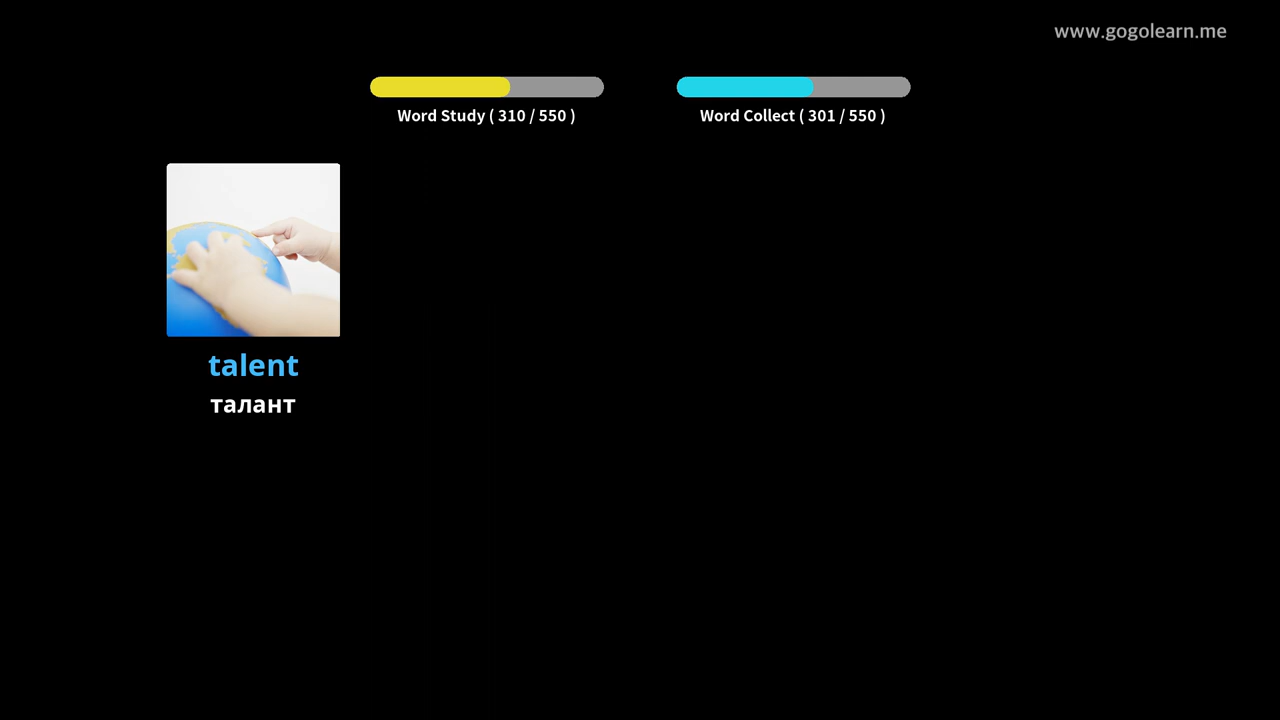 www.gogolearn.me
Word Study ( 310 / 550 )
Word Collect ( 301 / 550 )
talent
талант